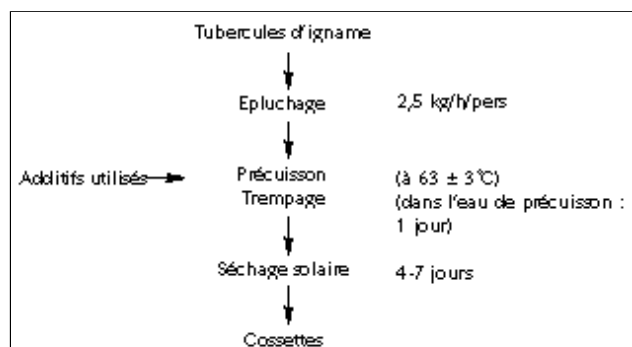 Tubercules d'igname
Epluchage 2,5 kg/h/pers
Additifs utilisés Précuisson (à 63 ± 3°C)
Trempage (dans l'eau de précuisson :
1 jour)
Séchage solaire 4-7 jours
Cossettes